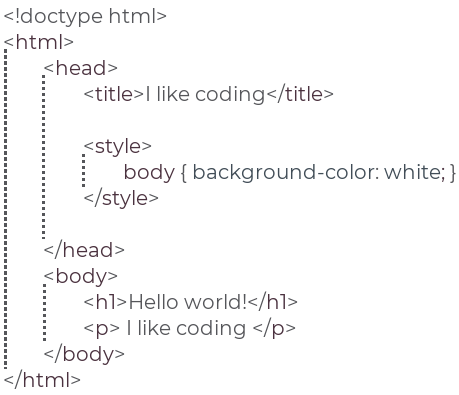 <!doctype html>
<html>
<head>
<title>I like coding</title>
<style>
body { background-color: white; }
</style>
</head>
<body>
<h1>Hello world!</h1>
<p> I like coding </p>
</body>
</html>